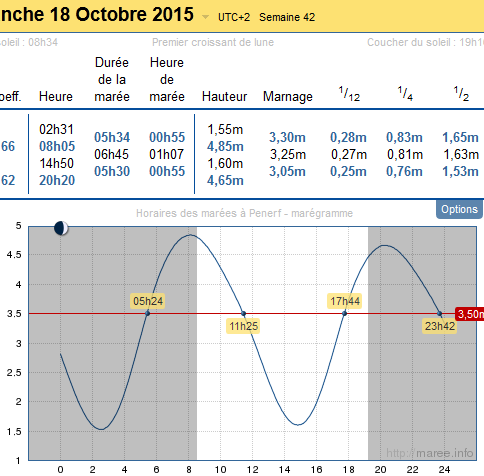 nche 18 Octobre 2015 UTC+2 Semaine 42
soleil : 08h34 Premier croissant de lune Coucher du soleil : 19h1
oeff. Heure Durée de la marée Heure de marée Hauteur Marnage 1/12 1/4 1/2
02h31 1,55m
66 08h05 05h34 00h55 4,85m 3,30m 0,28m 0,83m 1,65m
14h50 06h45 01h07 1,60m 3,25m 0,27m 0,81m 1,63m
62 20h20 05h30 00h55 4,65m 3,05m 0,25m 0,76m 1,53m
Options
Horaires des marées à Penerf - marégramme
5
4.5
4
3.5
3
2.5
2
1.5
1
05h24
11h25
17h44
23h42
3,50m
http://maree.info
0 2 4 6 8 10 12 14 16 18 20 22 24